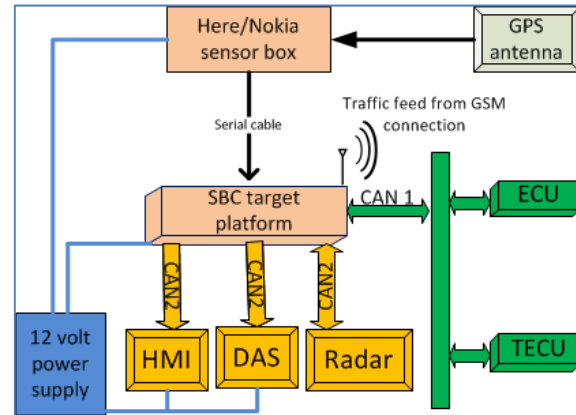 Here/Nokia
sensor box
GPS
antenna
Serial cable
Traffic feed from GSM
connection
SBC target
platform
CAN 1
ECU
CAN2
CAN2
CAN2
12 volt
power
supply
HMI
DAS
Radar
TECU